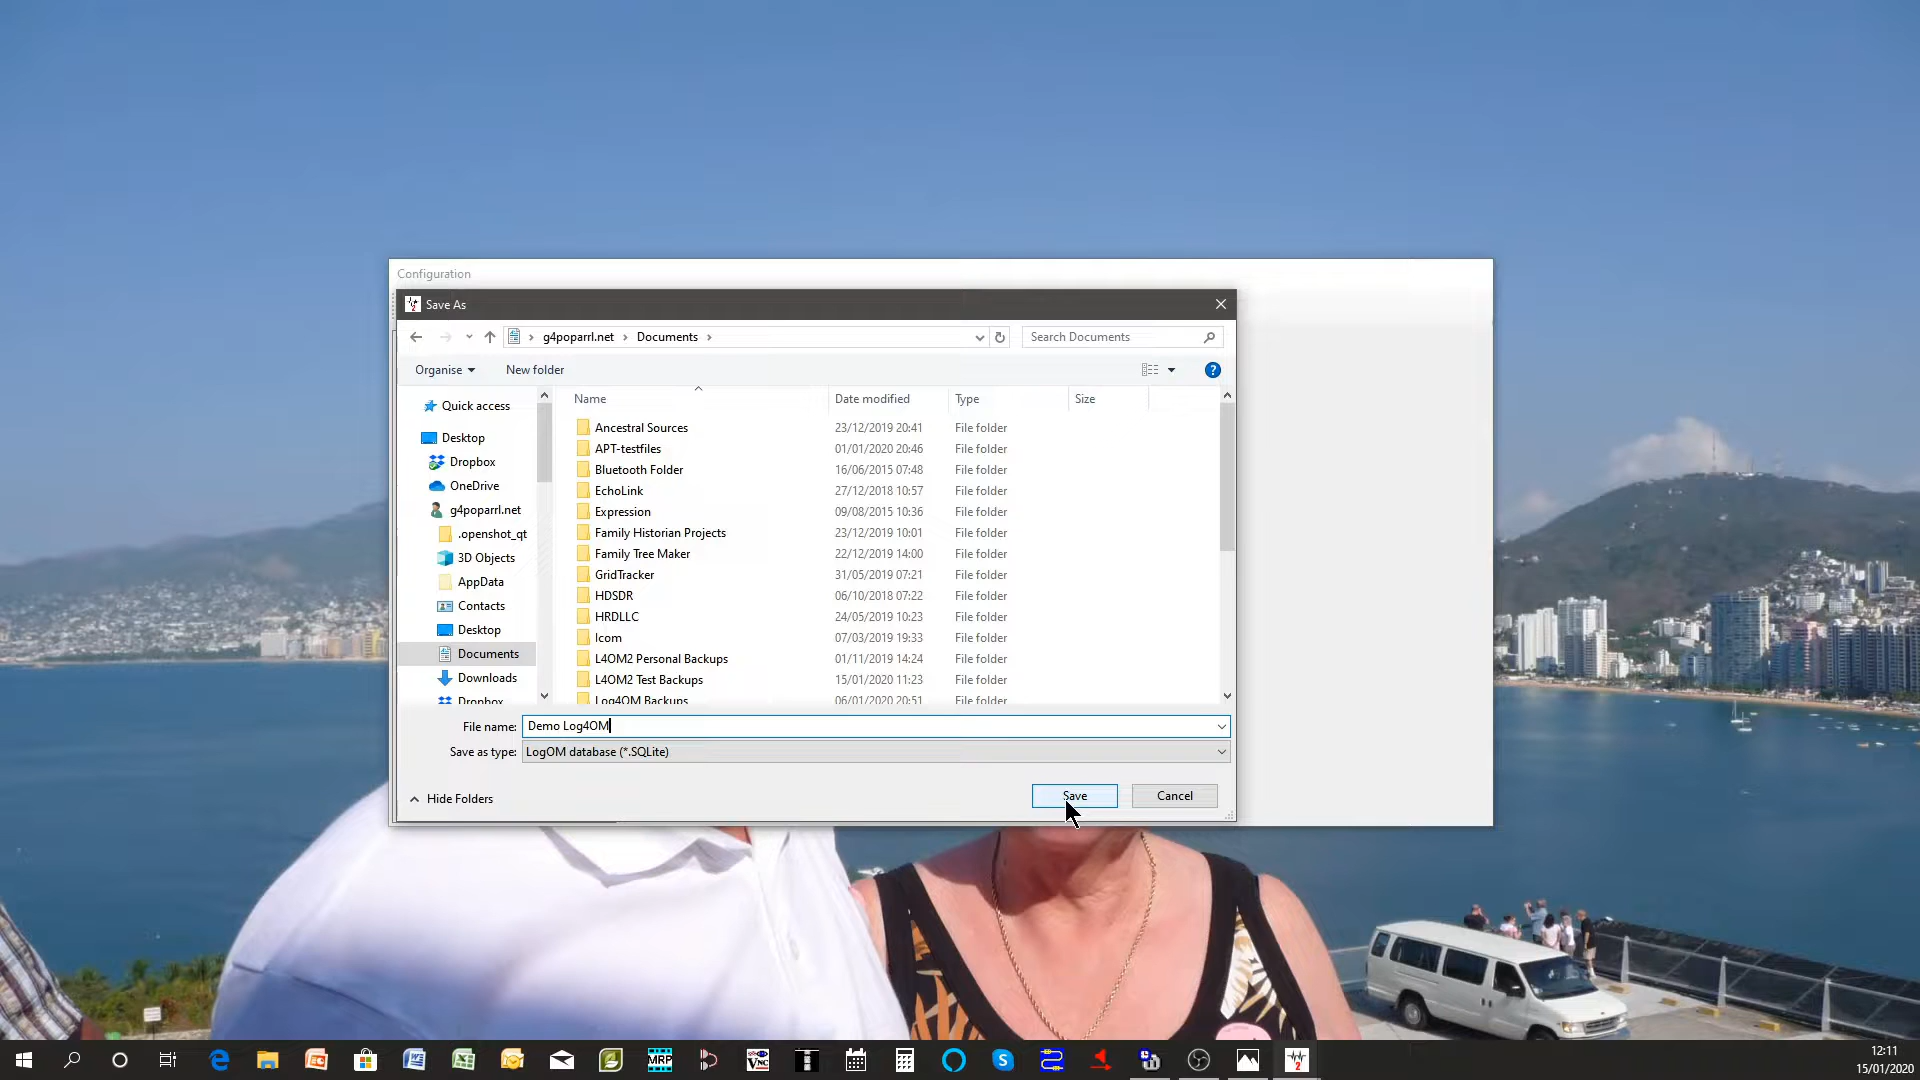 Configuration
Save As
g4poparrl.net > Documents >
Search Documents
Organise
New folder
Quick access
Desktop
Dropbox
OneDrive
g4poparrl.net
.openshot_qt
3D Objects
AppData
Contacts
Desktop
Documents
Downloads
Dropbox
Name Date modified Type Size
Ancestral Sources 23/12/2019 20:41 File folder
APT-testfiles 01/01/2020 20:46 File folder
Bluetooth Folder 16/06/2015 07:48 File folder
EchoLink 27/12/2018 10:57 File folder
Expression 09/08/2015 10:36 File folder
Family Historian Projects 23/12/2019 10:01 File folder
Family Tree Maker 22/12/2019 14:00 File folder
GridTracker 31/05/2019 07:21 File folder
HDSDR 06/10/2018 07:22 File folder
HRDLLC 24/05/2019 10:23 File folder
Icom 07/03/2019 19:33 File folder
L4OM2 Personal Backups 01/11/2019 14:24 File folder
L4OM2 Test Backups 15/01/2020 11:23 File folder
Log4OM Backups 06/01/2020 20:51 File folder
File name: Demo Log4OM
Save as type: LogOM database (*.SQLite)
Hide Folders
Save
Cancel
MRP
VNC
12:11
15/01/2020